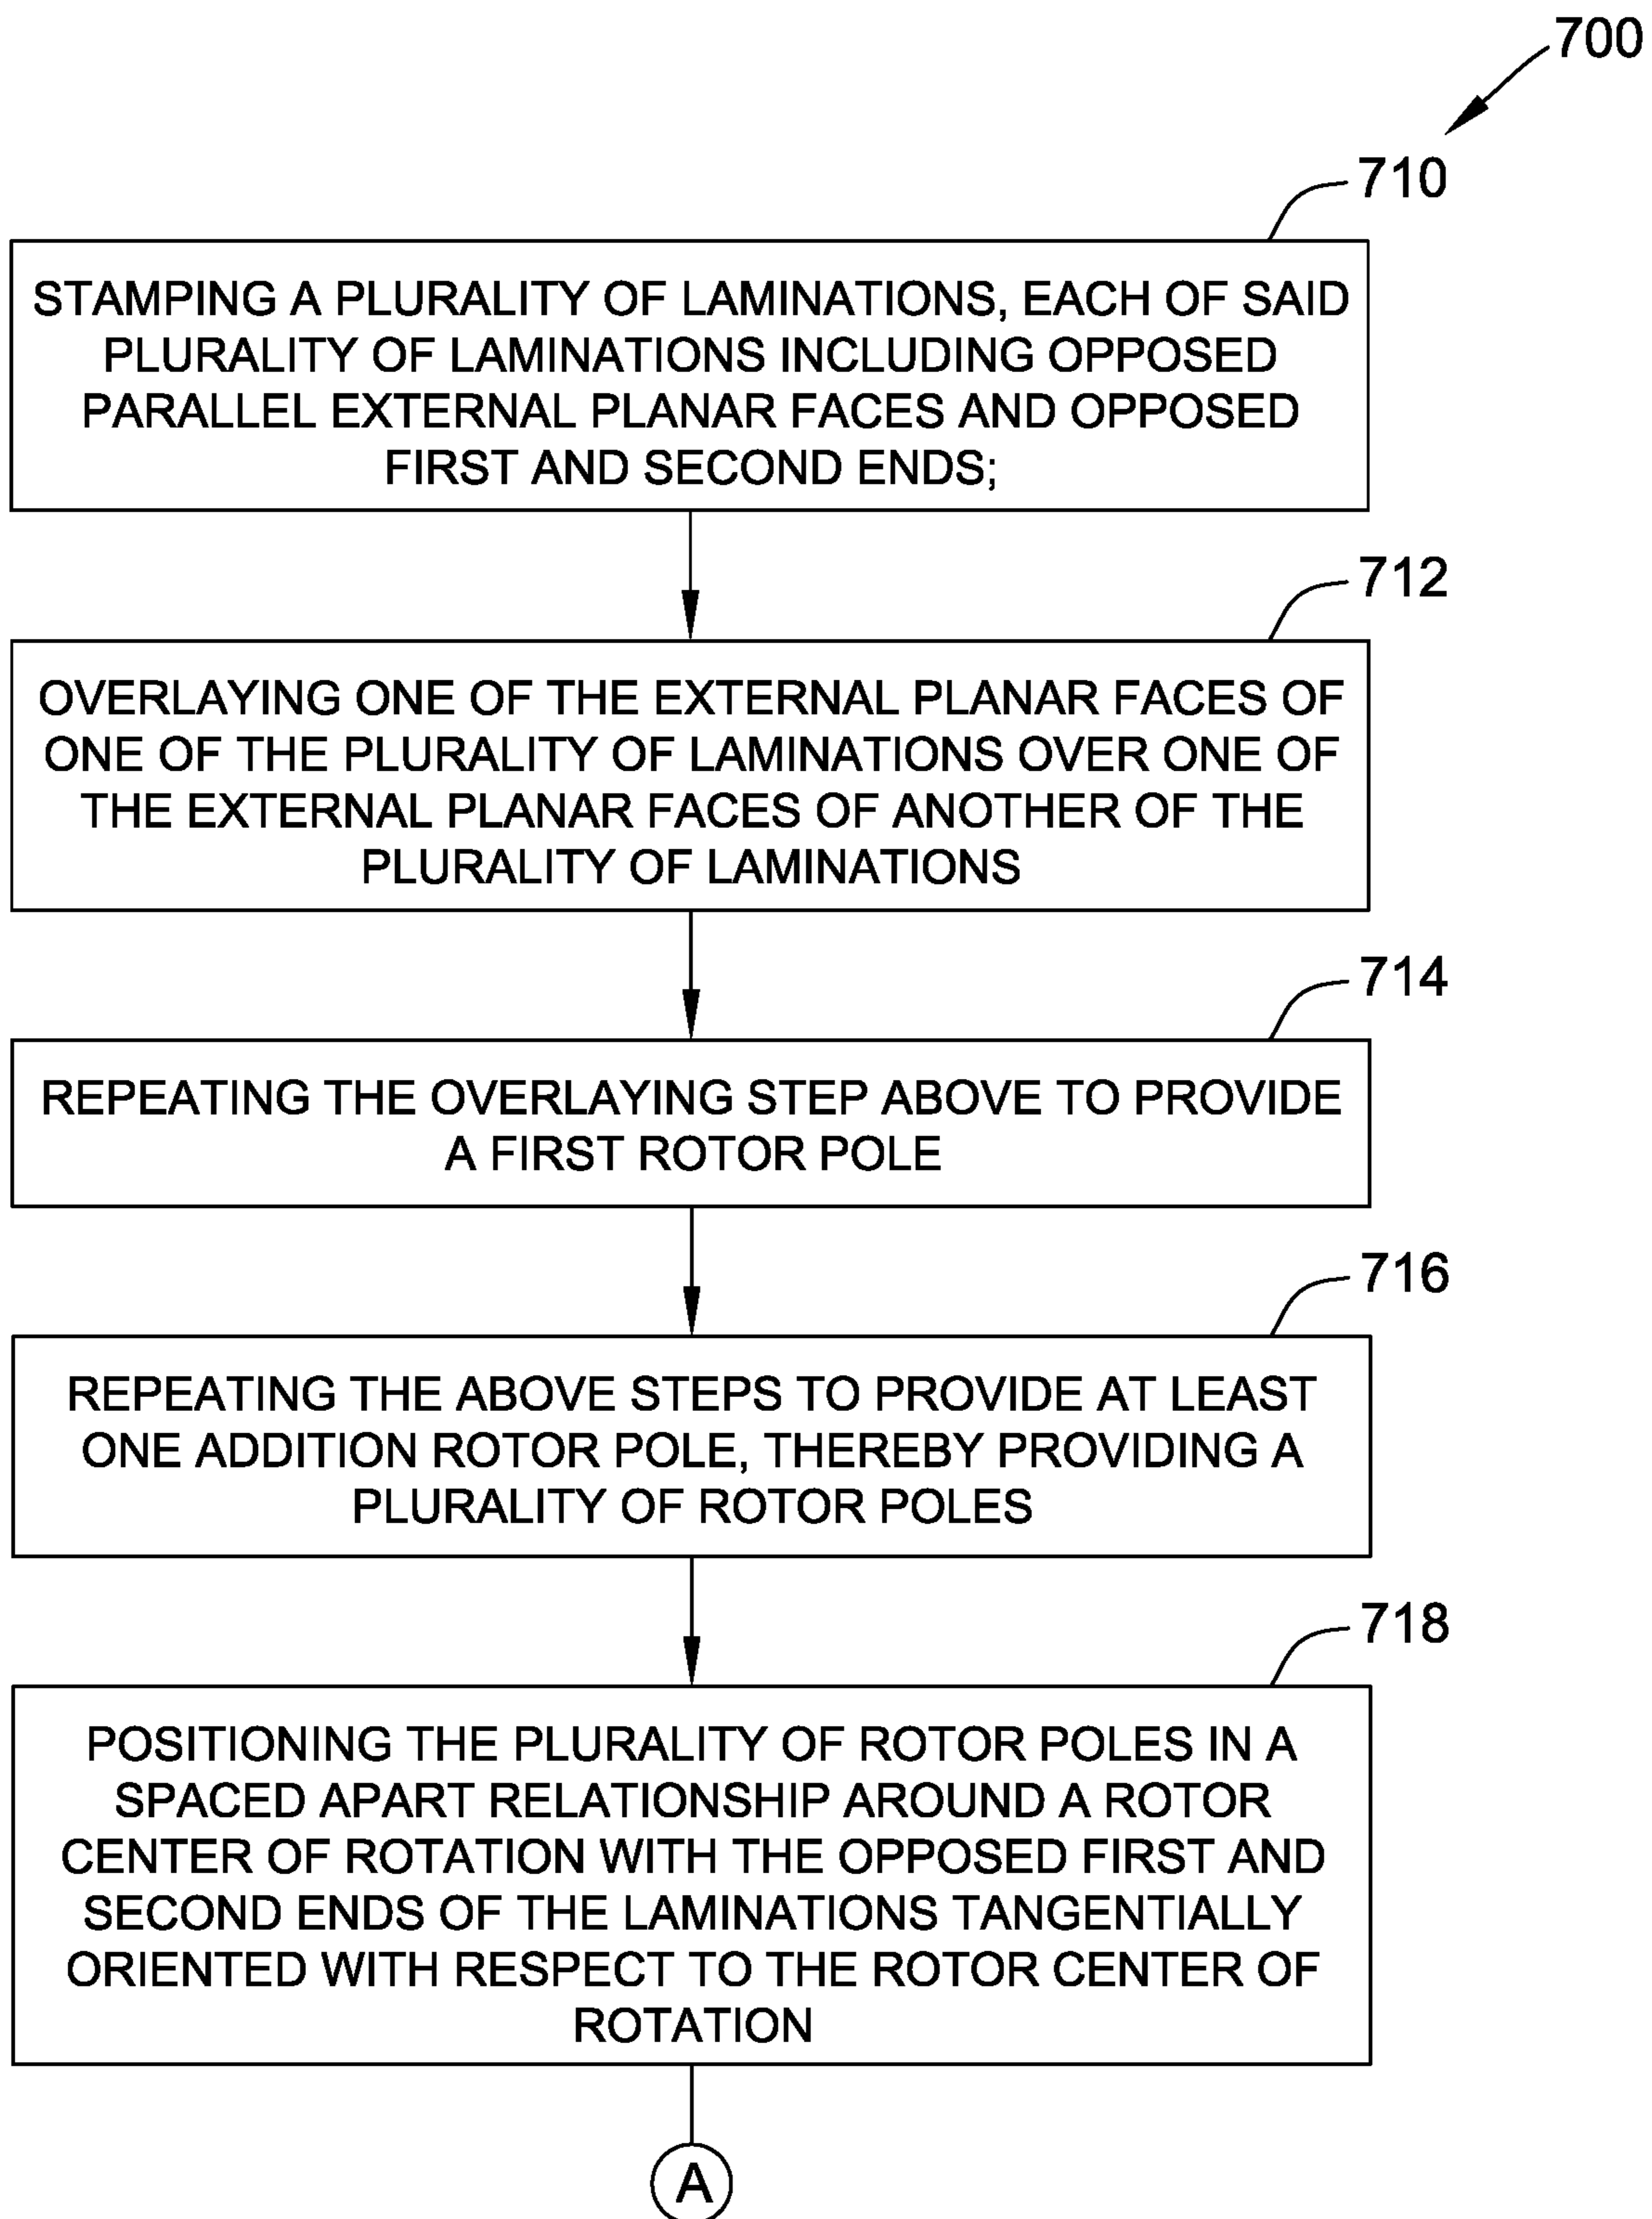 700
710
STAMPING A PLURALITY OF LAMINATIONS, EACH OF SAID
PLURALITY OF LAMINATIONS INCLUDING OPPOSED
PARALLEL EXTERNAL PLANAR FACES AND OPPOSED
FIRST AND SECOND ENDS;
712
OVERLAYING ONE OF THE EXTERNAL PLANAR FACES OF
ONE OF THE PLURALITY OF LAMINATIONS OVER ONE OF
THE EXTERNAL PLANAR FACES OF ANOTHER OF THE
PLURALITY OF LAMINATIONS
714
REPEATING THE OVERLAYING STEP ABOVE TO PROVIDE
A FIRST ROTOR POLE
716
REPEATING THE ABOVE STEPS TO PROVIDE AT LEAST
ONE ADDITION ROTOR POLE, THEREBY PROVIDING A
PLURALITY OF ROTOR POLES
718
POSITIONING THE PLURALITY OF ROTOR POLES IN A
SPACED APART RELATIONSHIP AROUND A ROTOR
CENTER OF ROTATION WITH THE OPPOSED FIRST AND
SECOND ENDS OF THE LAMINATIONS TANGENTIALLY
ORIENTED WITH RESPECT TO THE ROTOR CENTER OF
ROTATION
A